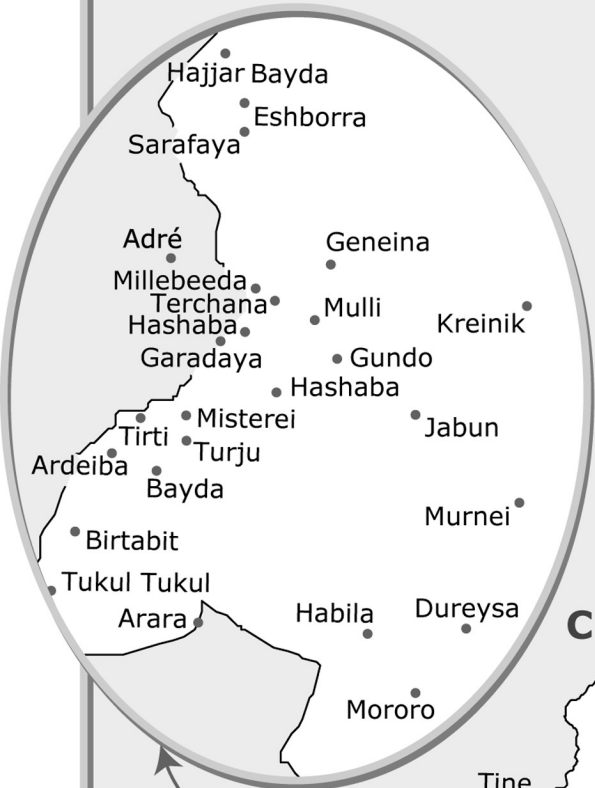 Hajjar Bayda
Eshborra
Sarafaya
Adré
Geneina
Millebeeda
Terchana
Mulli
Hashaba
Kreinik
Garadaya
Gundo
Hashaba
Misterei
Jabun
Tirti
Turju
Ardeiba
Bayda
Murnei
Birtabit
Tukul Tukul
Habila
Dureysa
Arara
C
Mororo
Tine